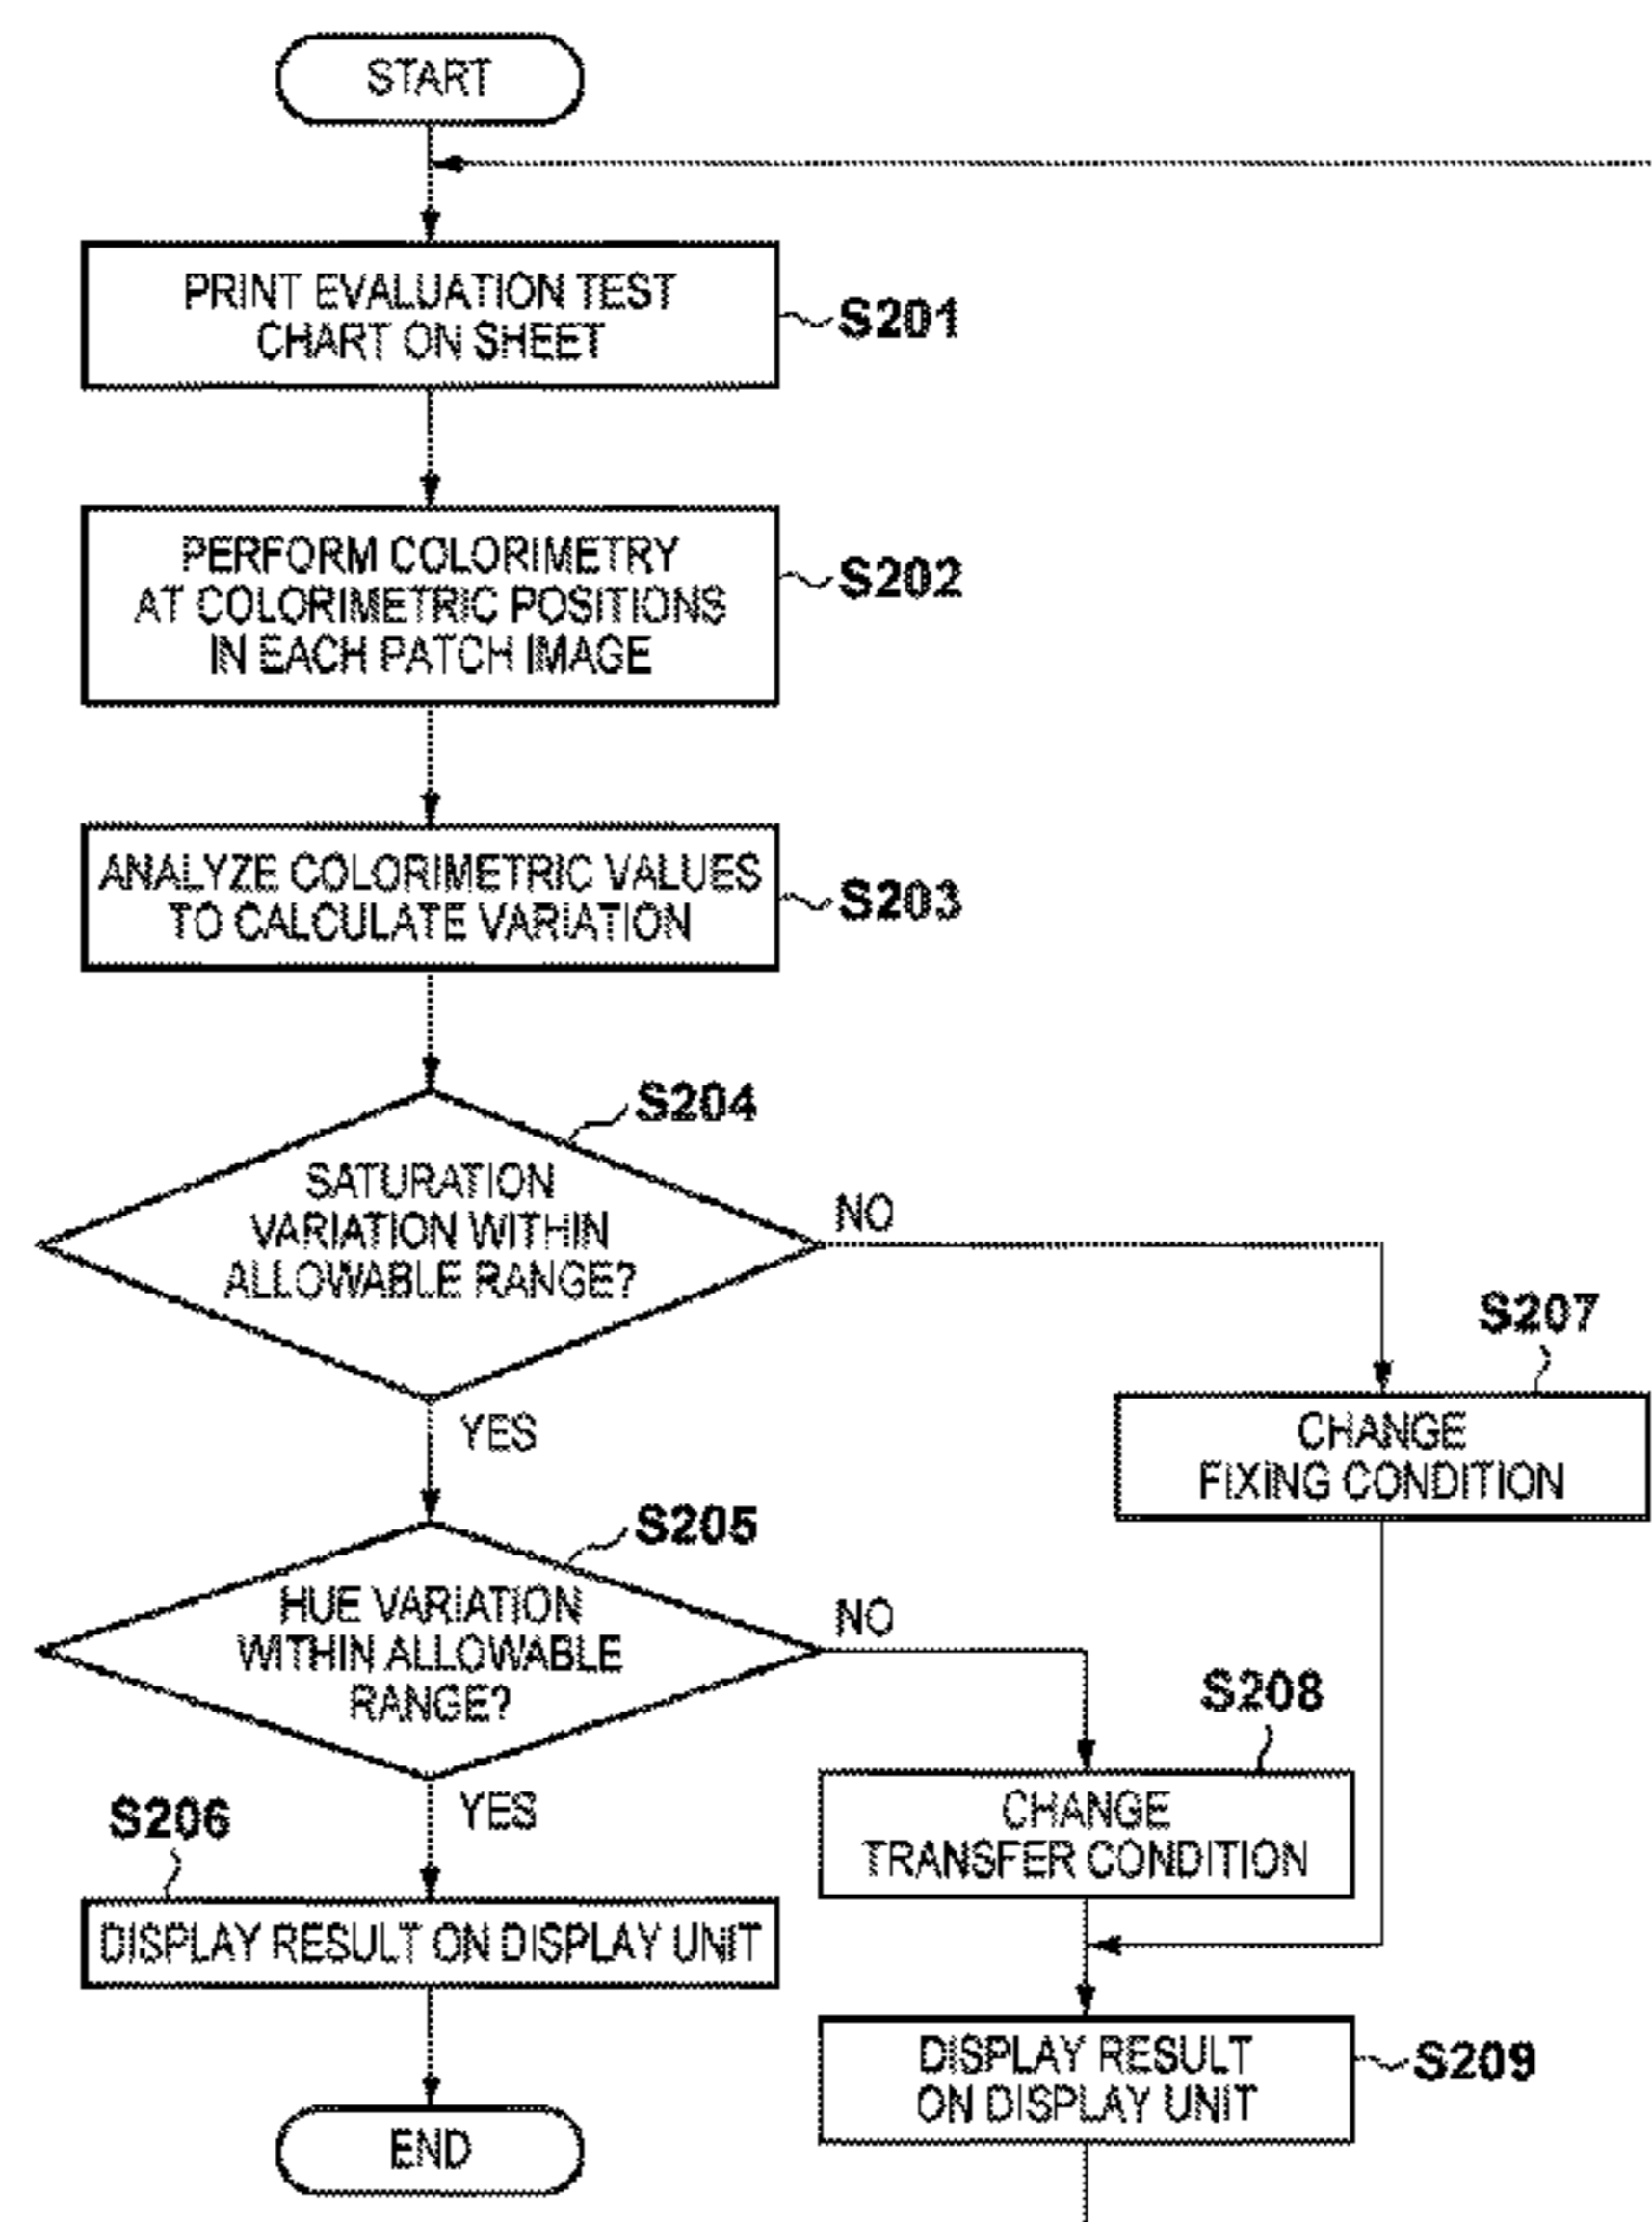 START
PRINT EVALUATION TEST
CHART ON SHEET
S201
PERFORM COLORIMETRY
AT COLORIMETRIC POSITIONS
IN EACH PATCH IMAGE
S202
ANALYZE COLORIMETRIC VALUES
TO CALCULATE VARIATION
S203
S204
SATURATION
VARIATION WITHIN
ALLOWABLE RANGE?
NO
YES
S207
CHANGE
FIXING CONDITION
S205
HUE VARIATION
WITHIN ALLOWABLE
RANGE?
NO
YES
S208
CHANGE
TRANSFER CONDITION
S206
DISPLAY RESULT ON DISPLAY UNIT
DISPLAY RESULT
ON DISPLAY UNIT
S209
END